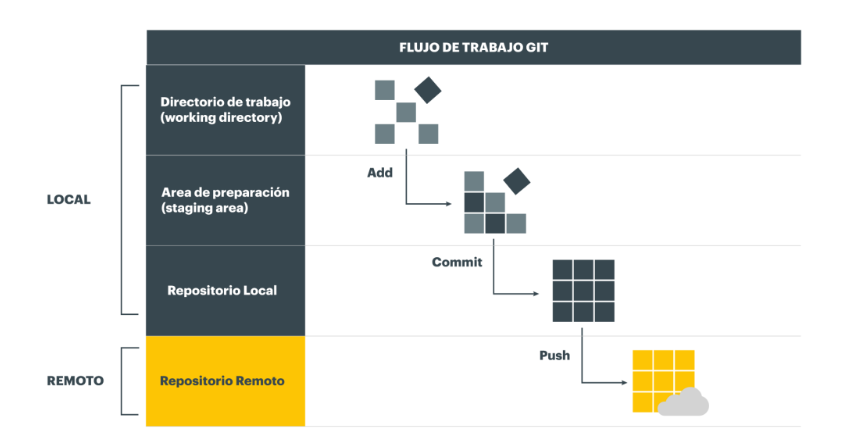 FLUJO DE TRABAJO GIT
LOCAL
Directorio de trabajo
(working directory)
Add
Area de preparación
(staging area)
Commit
Repositorio Local
Push
REMOTO
Repositorio Remoto